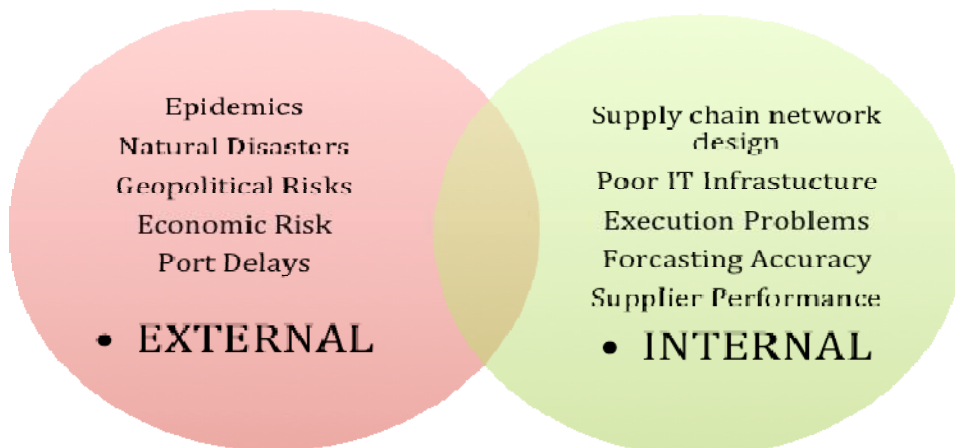 Epidemics
Natural Disasters
Geopolitical Risks
Economic Risk
Port Delays
• EXTERNAL
Supply chain network
design
Poor IT Infrastucture
Execution Problems
Forcasting Accuracy
Supplier Performance
• INTERNAL